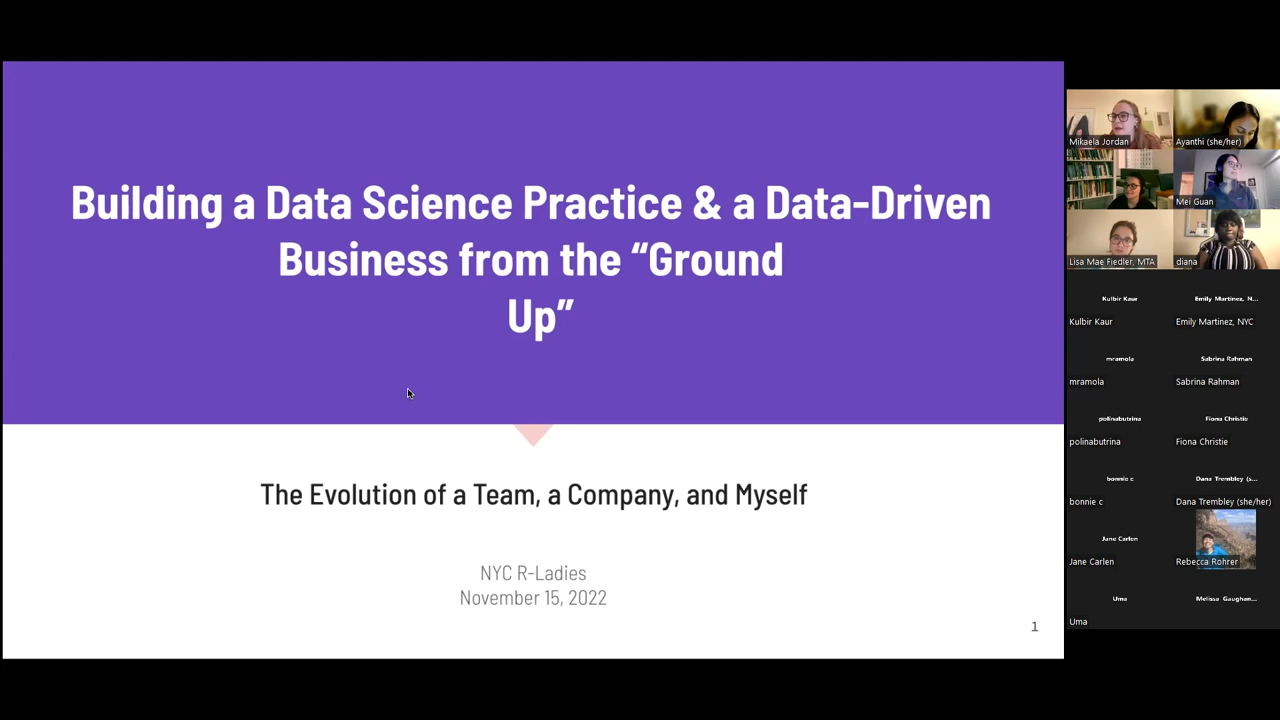 Building a Data Science Practice & a Data-Driven
Business from the “Ground
Up”
The Evolution of a Team, a Company, and Myself
NYC R-Ladies
November 15, 2022
1
Mikaela Jordan
Ayanthi (she/her)
Mei Guan
Lisa Mae Fiedler, MTA
diana
Kulbir Kaur
Emily Martinez, N...
Kulbir Kaur
Emily Martinez, NYC
mramola
Sabrina Rahman
mramola
Sabrina Rahman
polinabutrina
Fiona Christie
polinabutrina
Fiona Christie
bonnie c
Dana Trembley (s...
bonnie c
Dana Trembley (she/her)
Jane Carlen
Jane Carlen
Rebecca Rohrer
Uma
Melissa Gaughan...
Uma